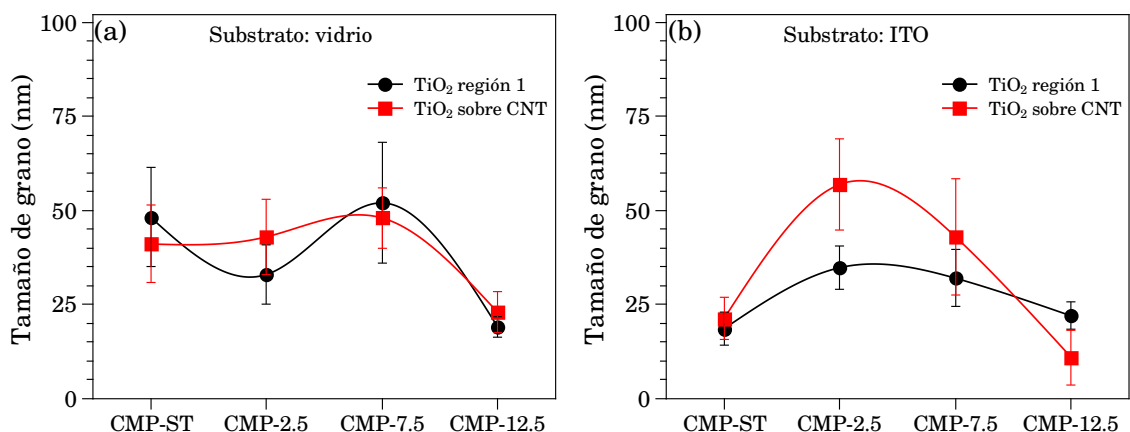 (a)
Substrato: vidrio
TiO₂ región 1
TiO₂ sobre CNT
Tamaño de grano (nm)
100
75
50
25
0
CMP-ST
CMP-2.5
CMP-7.5
CMP-12.5
(b)
Substrato: ITO
TiO₂ región 1
TiO₂ sobre CNT
Tamaño de grano (nm)
100
75
50
25
0
CMP-ST
CMP-2.5
CMP-7.5
CMP-12.5